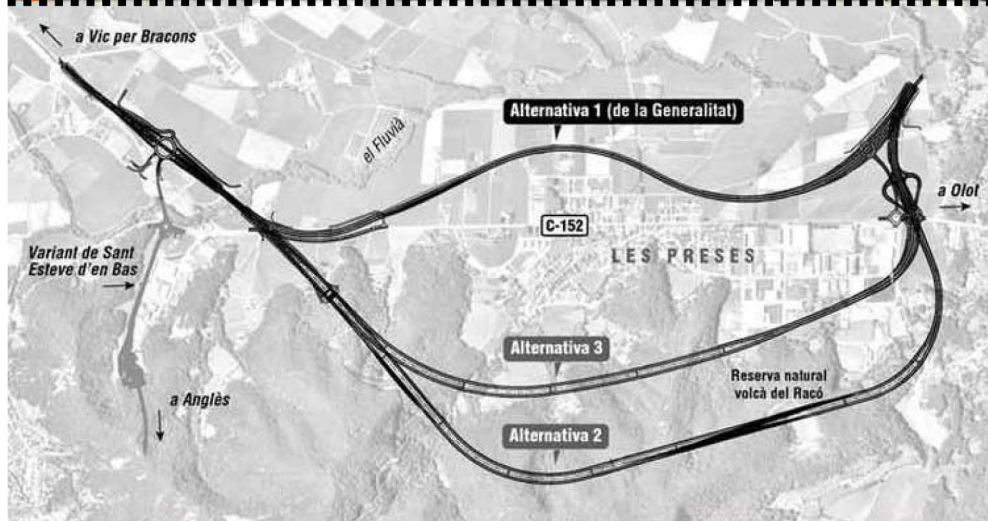 a Vic per Bracons
Alternativa 1 (de la Generalitat)
el Fluvià
a Olot
C-152
Variant de Sant
Esteve d'en Bas
LES PRESES
Alternativa 3
Reserva natural
volcà del Racó
a Anglès
Alternativa 2